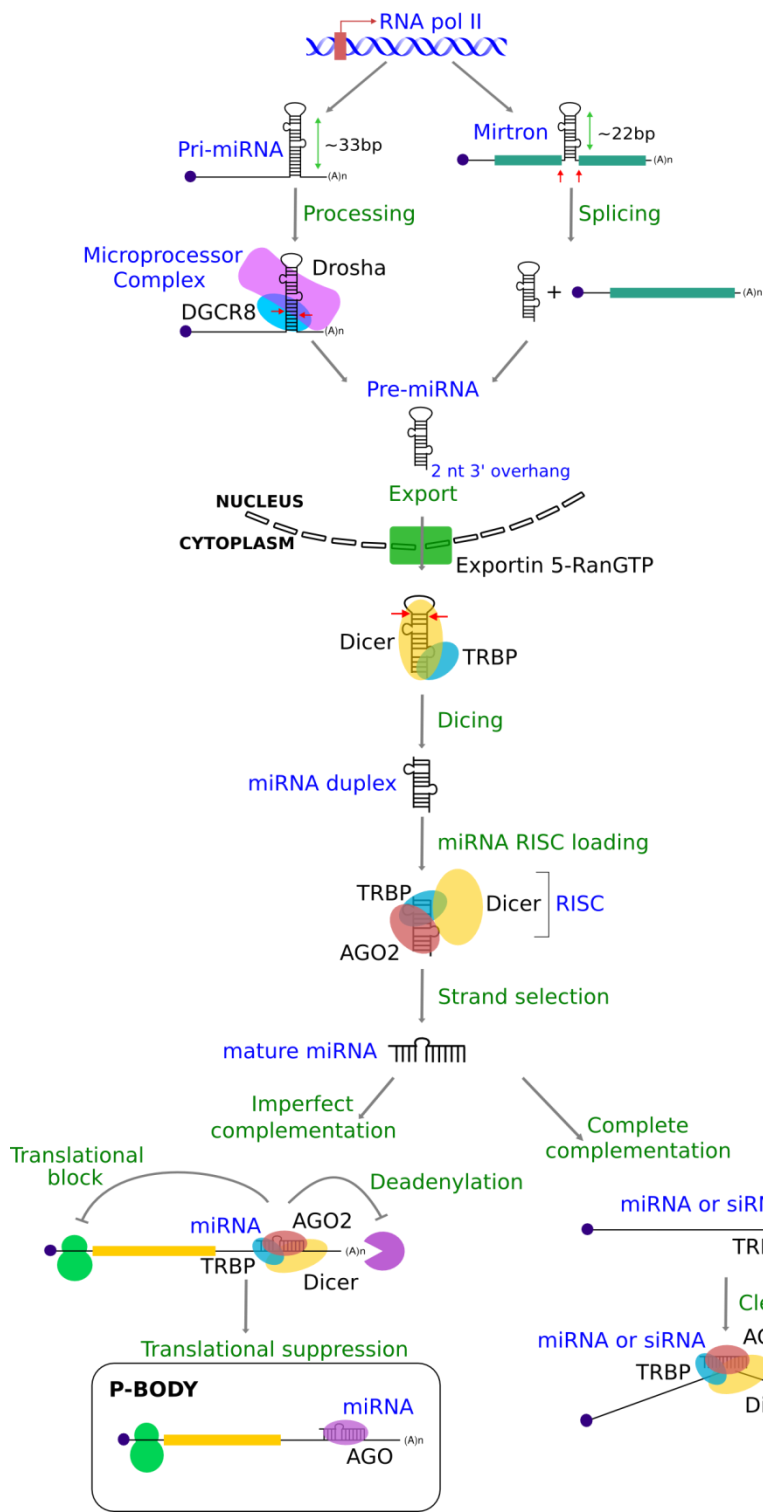 RNA pol II
Pri-miRNA
~33bp
(A)n
Mirtron
~22bp
(A)n
Processing
Splicing
Microprocessor
Complex
Drosha
DGCR8
(A)n
+
(A)n
Pre-miRNA
2 nt 3' overhang
Export
NUCLEUS
CYTOPLASM
Exportin 5-RanGTP
Dicer
TRBP
Dicing
miRNA duplex
miRNA RISC loading
TRBP
Dicer
RISC
AGO2
Strand selection
mature miRNA
Imperfect
complementation
Complete
complementation
Translational
block
Deadenylation
miRNA
AGO2
(A)n
TRBP
Dicer
miRNA or
Translational suppression
miRNA or siRNA
TRBP
P-BODY
miRNA
(A)n
AGO